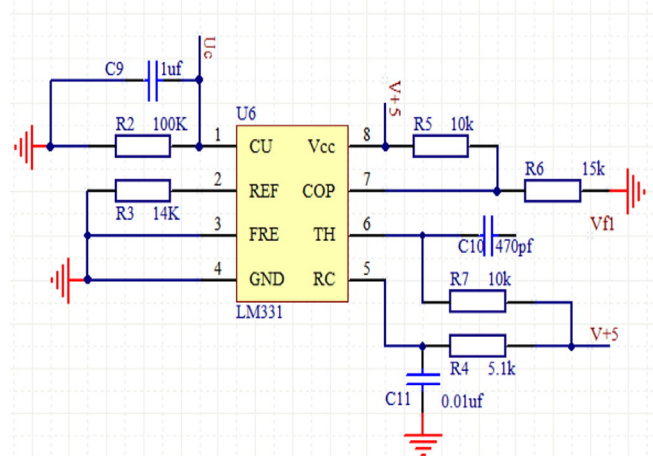 Uc
C9 1uf
U6
V+5
R2 100K
1 CU Vcc 8
R5 10k
2 REF COP 7
R6 15k
R3 14K
3 FRE TH 6
Vf1
C10 470pf
4 GND RC 5
R7 10k
LM331
V+5
R4 5.1k
C11 0.01uf